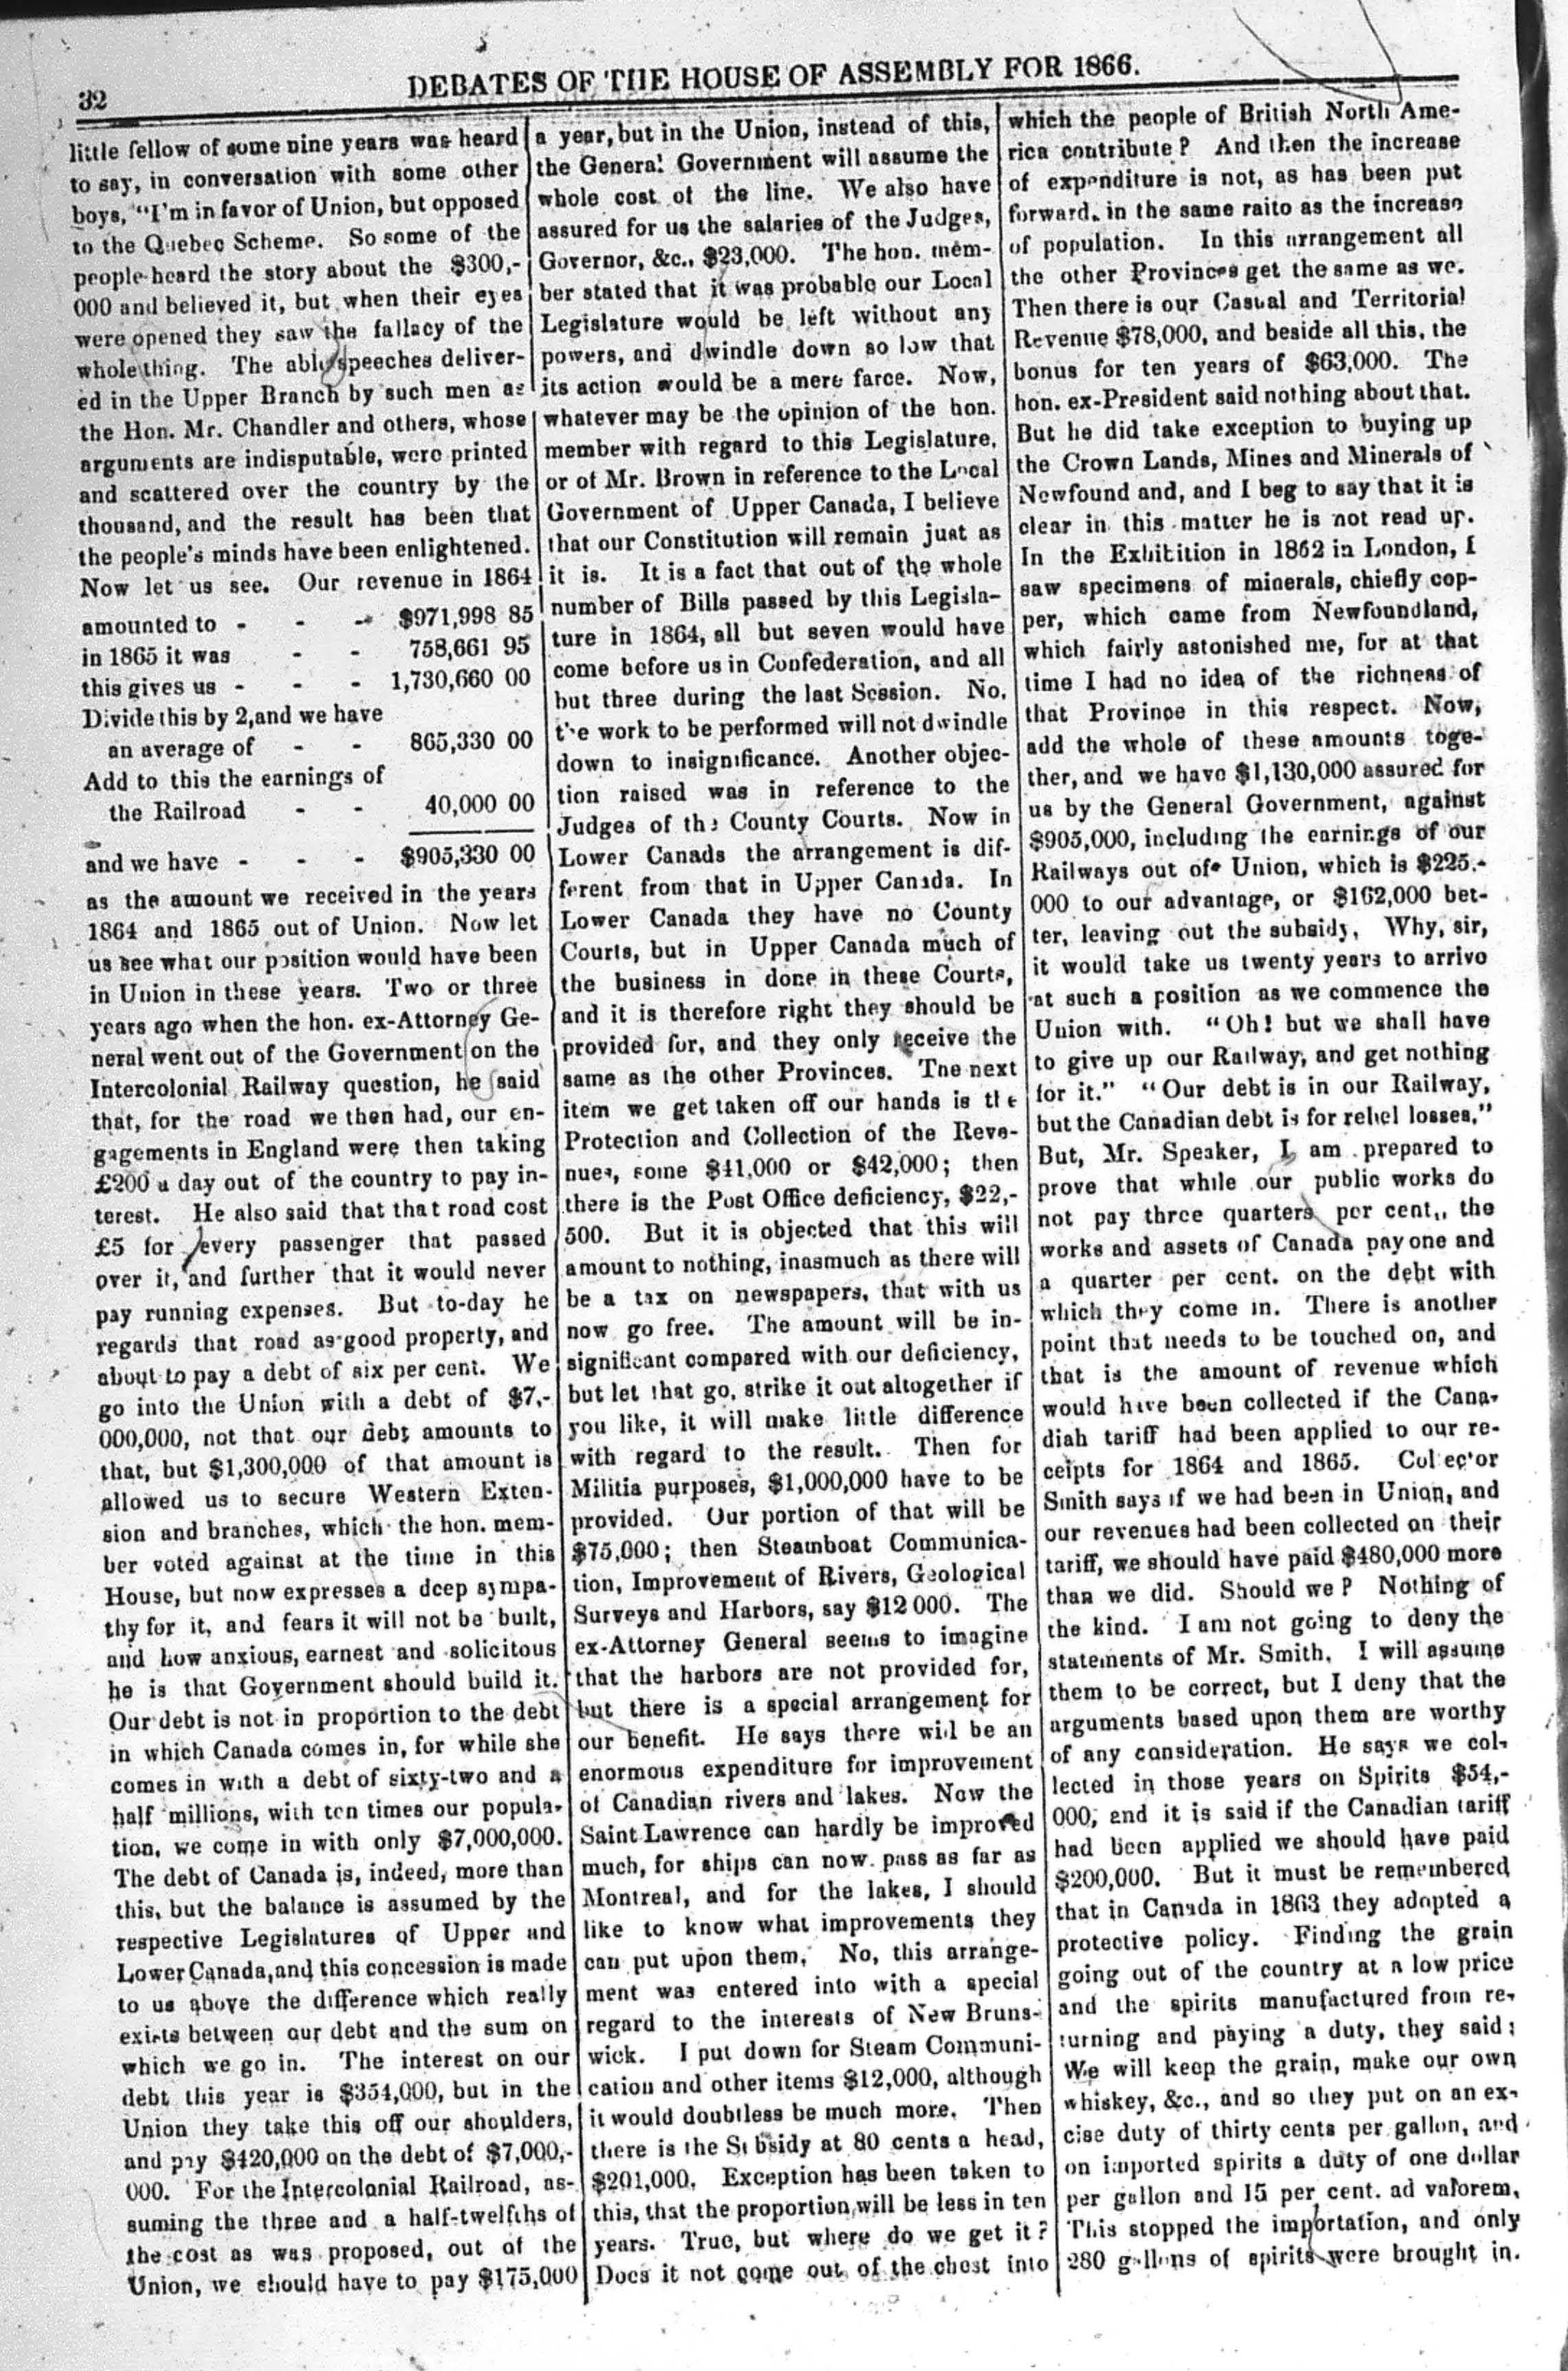 32
DEBATES OF THE HOUSE OF ASSEMBLY FOR 1866.
little fellow of some nine years was heard
to say, in conversation with some other
boys, "I'm in favor of Union, but opposed
to the Quebec Scheme. So some of the
people heard the story about the $300,-
000 and believed it, but when their eyes
were opened they saw the fallacy of the
whole thing. The able speeches deliver-
ed in the Upper Branch by such men as
the Hon. Mr. Chandler and others, whose
arguments are indisputable, were printed
and scattered over the country by the
thousand, and the result has been that
the people's minds have been enlightened.
Now let us see. Our revenue in 1864
amounted to - - - $971,998 85
in 1865 it was - - 758,661 95
this gives us - - - 1,730,660 00
Divide this by 2, and we have
an average of - - 865,330 00
Add to this the earnings of
the Railroad - - 40,000 00
and we have - - - $905,330 00
as the amount we received in the years
1864 and 1865 out of Union. Now let
us see what our position would have been
in Union in these years. Two or three
years ago when the hon. ex-Attorney Ge-
neral went out of the Government on the
Intercolonial Railway question, he said
that, for the road we then had, our en-
gagements in England were then taking
£200 a day out of the country to pay in-
terest. He also said that that road cost
£5 for every passenger that passed
over it, and further that it would never
pay running expenses. But to-day he
regards that road as good property, and
about to pay a debt of six per cent. We
go into the Union with a debt of $7,-
000,000, not that our debt amounts to
that, but $1,300,000 of that amount is
allowed us to secure Western Exten-
sion and branches, which the hon. mem-
ber voted against at the time in this
House, but now expresses a deep sympa-
thy for it, and fears it will not be built,
and how anxious, earnest and solicitous
he is that Government should build it.
Our debt is not in proportion to the debt
in which Canada comes in, for while she
comes in with a debt of sixty-two and a
half millions, with ten times our popula-
tion, we come in with only $7,000,000.
The debt of Canada is, indeed, more than
this, but the balance is assumed by the
respective Legislatures of Upper and
Lower Canada, and this concession is made
to us above the difference which really
exists between our debt and the sum on
which we go in. The interest on our
debt this year is $354,000, but in the
Union they take this off our shoulders,
and pay $420,000 on the debt of $7,000,-
000. For the Intercolonial Railroad, as-
suming the three and a half-twelfths of
the cost as was proposed, out of the
Union, we should have to pay $175,000
a year, but in the Union, instead of this,
the General Government will assume the
whole cost of the line. We also have
assured for us the salaries of the Judges,
Governor, &c., $23,000. The hon. mem-
ber stated that it was probable our Local
Legislature would be left without any
powers, and dwindle down so low that
its action would be a mere farce. Now,
whatever may be the opinion of the hon.
member with regard to this Legislature,
or of Mr. Brown in reference to the Local
Government of Upper Canada, I believe
that our Constitution will remain just as
it is. It is a fact that out of the whole
number of Bills passed by this Legisla-
ture in 1864, all but seven would have
come before us in Confederation, and all
but three during the last Session. No,
the work to be performed will not dwindle
down to insignificance. Another objec-
tion raised was in reference to the
Judges of the County Courts. Now in
Lower Canada the arrangement is dif-
ferent from that in Upper Canada. In
Lower Canada they have no County
Courts, but in Upper Canada much of
the business in done in these Courts,
and it is therefore right they should be
provided for, and they only receive the
same as the other Provinces. The next
item we get taken off our hands is the
Protection and Collection of the Reve-
nues, some $41,000 or $42,000; then
there is the Post Office deficiency, $22,-
500. But it is objected that this will
amount to nothing, inasmuch as there will
be a tax on newspapers, that with us
now go free. The amount will be in-
significant compared with our deficiency,
but let that go, strike it out altogether if
you like, it will make little difference
with regard to the result. Then for
Militia purposes, $1,000,000 have to be
provided. Our portion of that will be
$75,000; then Steamboat Communica-
tion, Improvement of Rivers, Geological
Surveys and Harbors, say $12 000. The
ex-Attorney General seems to imagine
that the harbors are not provided for,
but there is a special arrangement for
our benefit. He says there will be an
enormous expenditure for improvement
of Canadian rivers and lakes. Now the
Saint Lawrence can hardly be improved
much, for ships can now pass as far as
Montreal, and for the lakes, I should
like to know what improvements they
can put upon them. No, this arrange-
ment was entered into with a special
regard to the interests of New Bruns-
wick. I put down for Steam Communi-
cation and other items $12,000, although
it would doubtless be much more. Then
there is the Subsidy at 80 cents a head,
$201,000. Exception has been taken to
this, that the proportion will be less in ten
years. True, but where do we get it?
Does it not come out of the chest into
which the people of British North Ame-
rica contribute? And then the increase
of expenditure is not, as has been put
forward, in the same raito as the increase
of population. In this arrangement all
the other Provinces get the same as we.
Then there is our Casual and Territorial
Revenue $78,000, and beside all this, the
bonus for ten years of $63,000. The
hon. ex-President said nothing about that.
But he did take exception to buying up
the Crown Lands, Mines and Minerals of
Newfound and, and I beg to say that it is
clear in this matter he is not read up.
In the Exhibition in 1862 in London, I
saw specimens of minerals, chiefly cop-
per, which came from Newfoundland,
which fairly astonished me, for at that
time I had no idea of the richness of
that Province in this respect. Now,
add the whole of these amounts toge-
ther, and we have $1,130,000 assured for
us by the General Government, against
$905,000, including the earnings of our
Railways out of Union, which is $225,-
000 to our advantage, or $162,000 bet-
ter, leaving out the subsidy. Why, sir,
it would take us twenty years to arrive
at such a position as we commence the
Union with. "Oh! but we shall have
to give up our Railway, and get nothing
for it." "Our debt is in our Railway,
but the Canadian debt is for rebel losses."
But, Mr. Speaker, I am prepared to
prove that while our public works do
not pay three quarters per cent., the
works and assets of Canada pay one and
a quarter per cent. on the debt with
which they come in. There is another
point that needs to be touched on, and
that is the amount of revenue which
would have been collected if the Cana-
diah tariff had been applied to our re-
ceipts for 1864 and 1865. Col ector
Smith says if we had been in Union, and
our revenues had been collected on their
tariff, we should have paid $480,000 more
than we did. Should we? Nothing of
the kind. I am not going to deny the
statements of Mr. Smith. I will assume
them to be correct, but I deny that the
arguments based upon them are worthy
of any consideration. He says we col-
lected in those years on Spirits $54,-
000, and it is said if the Canadian tariff
had been applied we should have paid
$200,000. But it must be remembered
that in Canada in 1863 they adopted a
protective policy. Finding the grain
going out of the country at a low price
and the spirits manufactured from re-
turning and paying a duty, they said:
We will keep the grain, make our own
whiskey, &c., and so they put on an ex-
cise duty of thirty cents per gallon, and
on imported spirits a duty of one dollar
per gallon and 15 per cent. ad valorem,
This stopped the importation, and only
280 gallons of spirits were brought in.